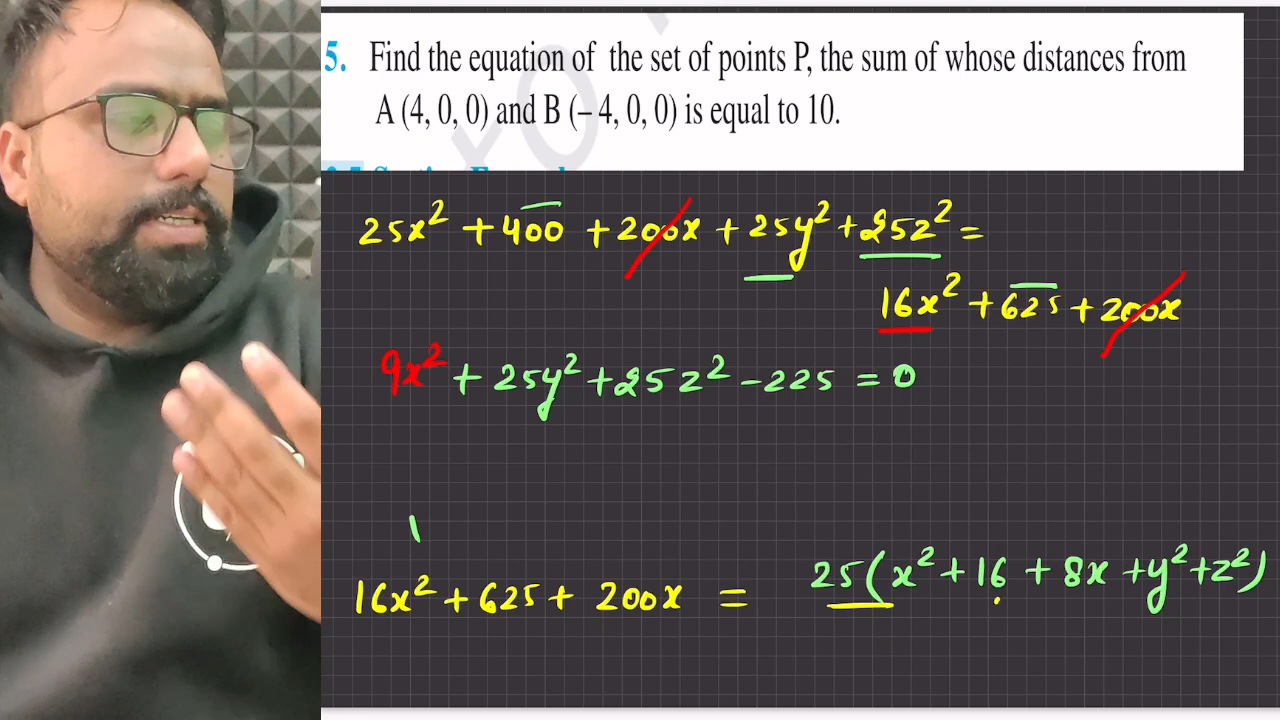 5. Find the equation of the set of points P, the sum of whose distances from
A (4, 0, 0) and B (– 4, 0, 0) is equal to 10.
25x² + 400 + 200x + 25y² + 25z² =
16x² + 625 + 200x
9x² + 25y² + 25z² - 225 = 0
16x² + 625 + 200x = 25(x² + 16 + 8x + y² + z²)